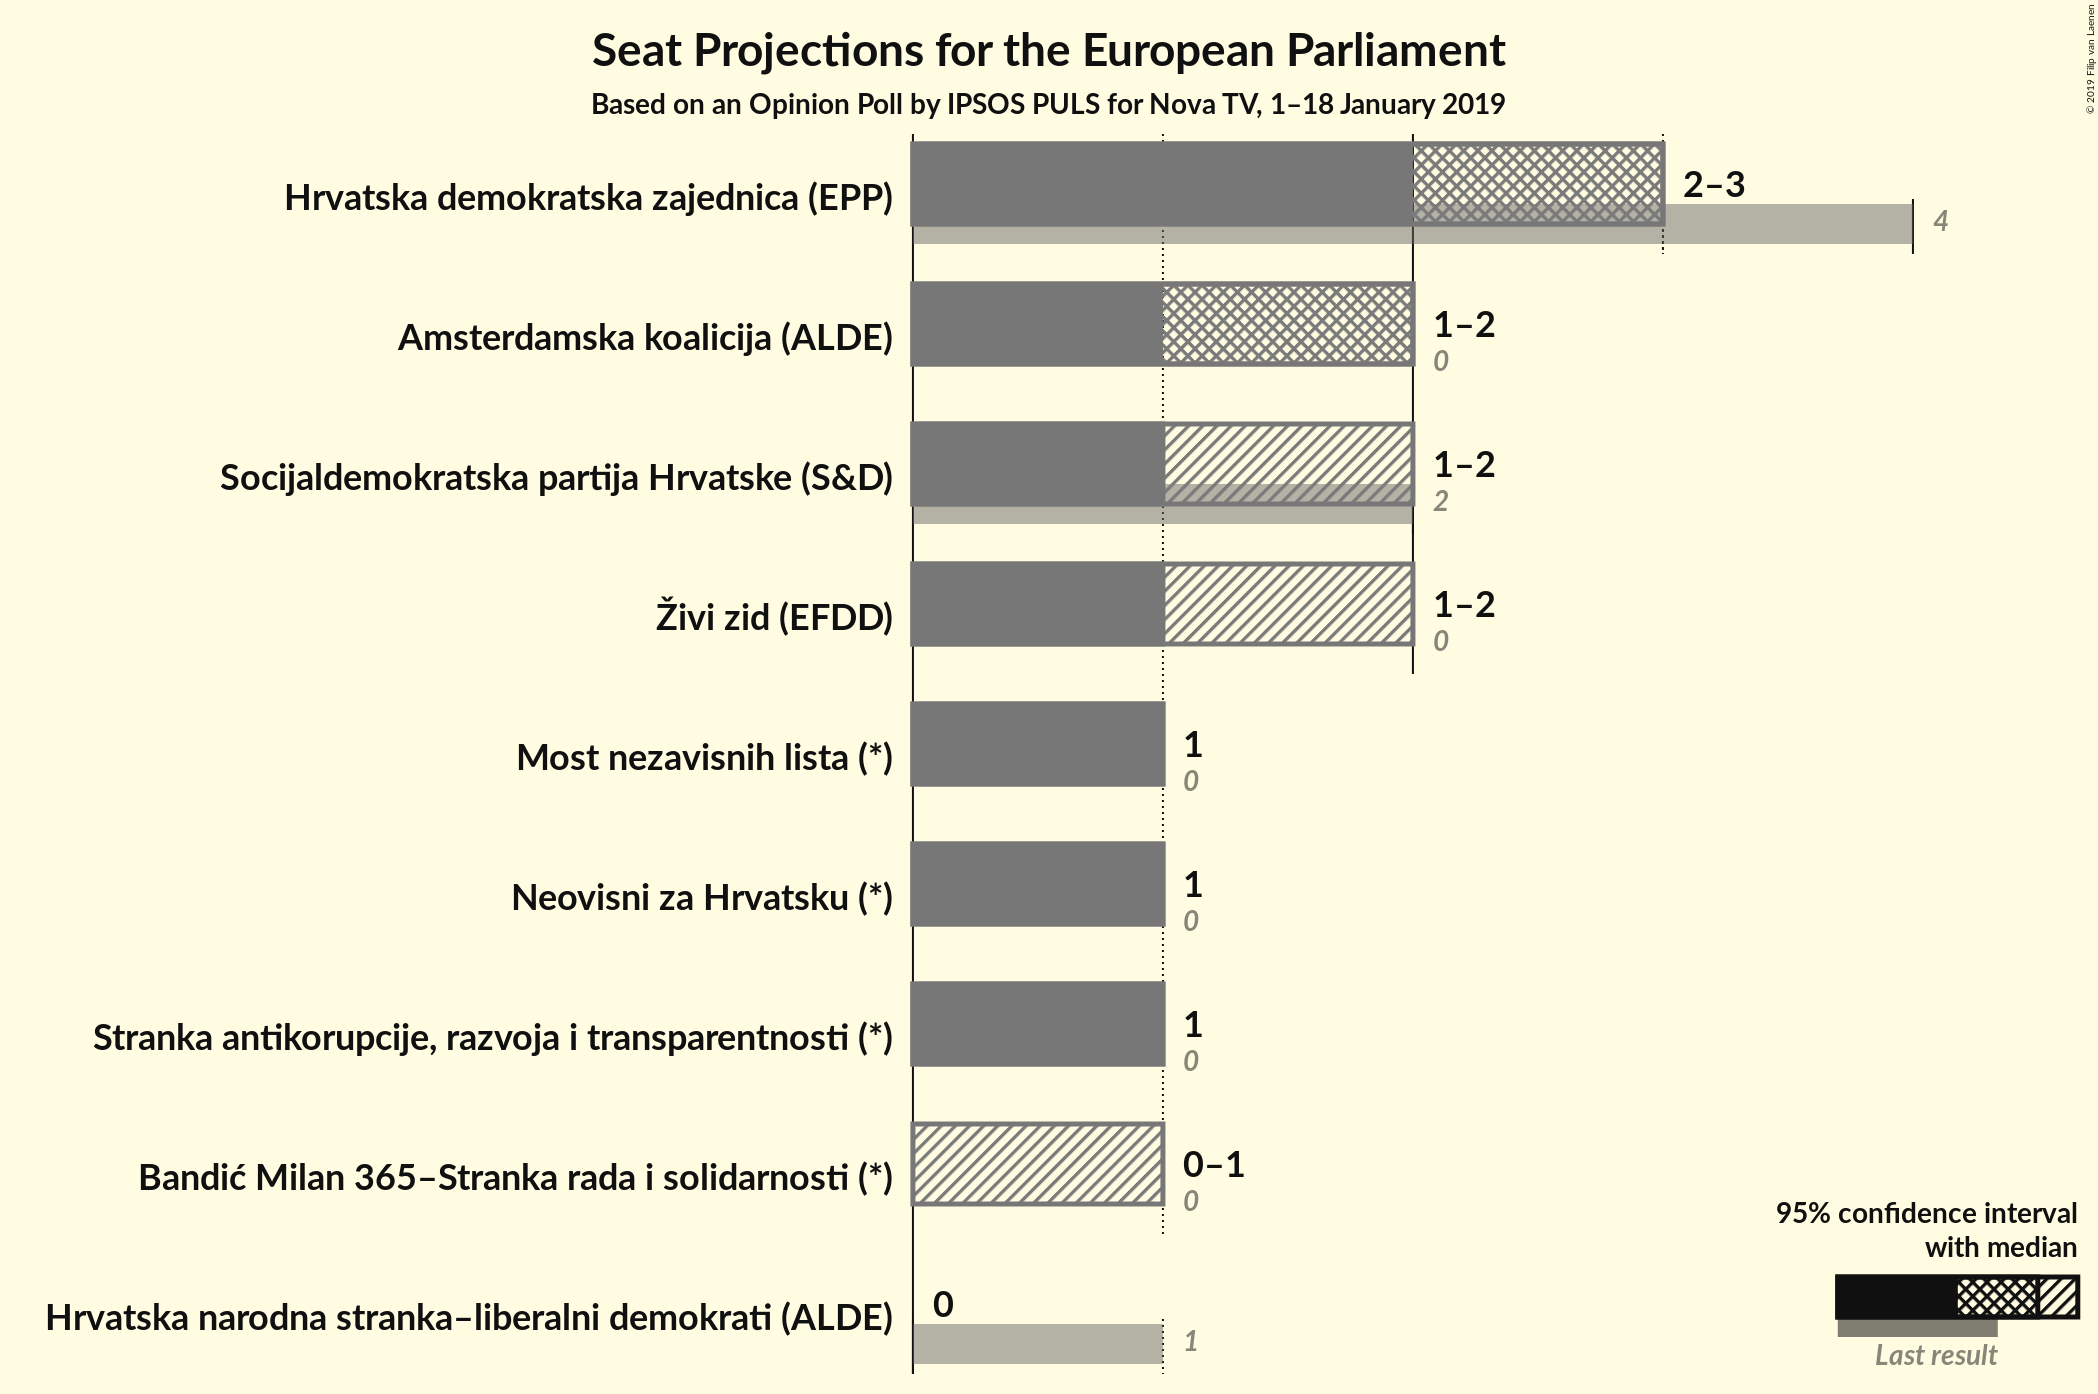 Seat Projections for the European Parliament
Based on an Opinion Poll by IPSOS PULS for Nova TV, 1–18 January 2019
© 2019 Filip van Laenen
Hrvatska demokratska zajednica (EPP)
2–3
4
Amsterdamska koalicija (ALDE)
1–2
0
Socijaldemokratska partija Hrvatske (S&D)
1–2
2
Živi zid (EFDD)
1–2
0
Most nezavisnih lista (*)
1
0
Neovisni za Hrvatsku (*)
1
0
Stranka antikorupcije, razvoja i transparentnosti (*)
1
0
Bandić Milan 365–Stranka rada i solidarnosti (*)
0–1
0
Hrvatska narodna stranka–liberalni demokrati (ALDE)
0
1
95% confidence interval
with median
Last result